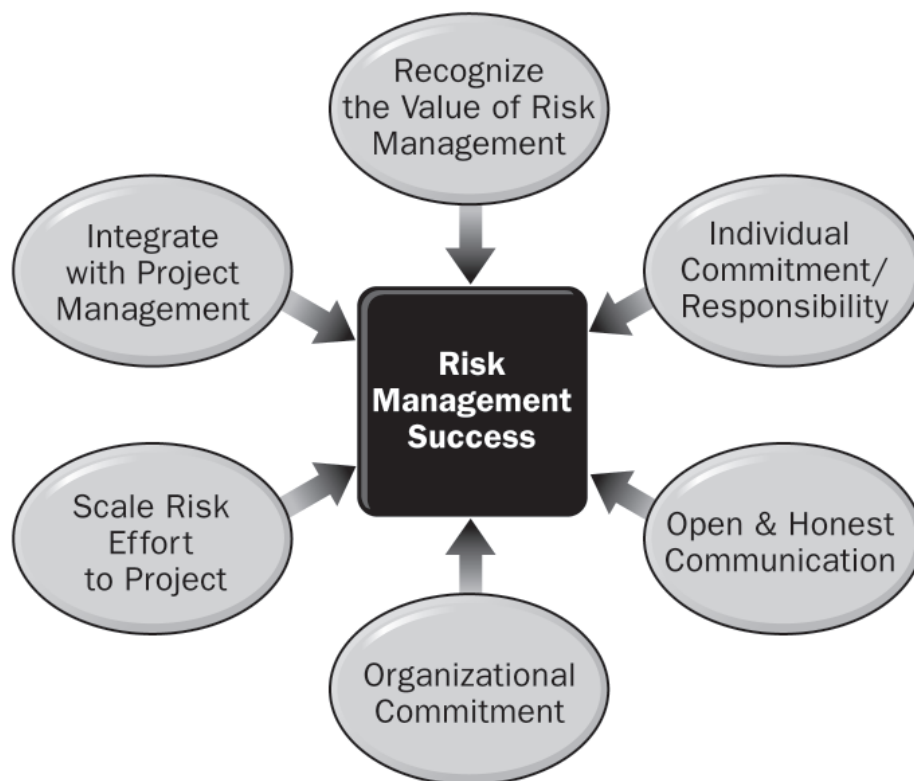 Recognize
the Value of Risk
Management
Integrate
with Project
Management
Individual
Commitment/
Responsibility
Risk
Management
Success
Scale Risk
Effort
to Project
Open & Honest
Communication
Organizational
Commitment